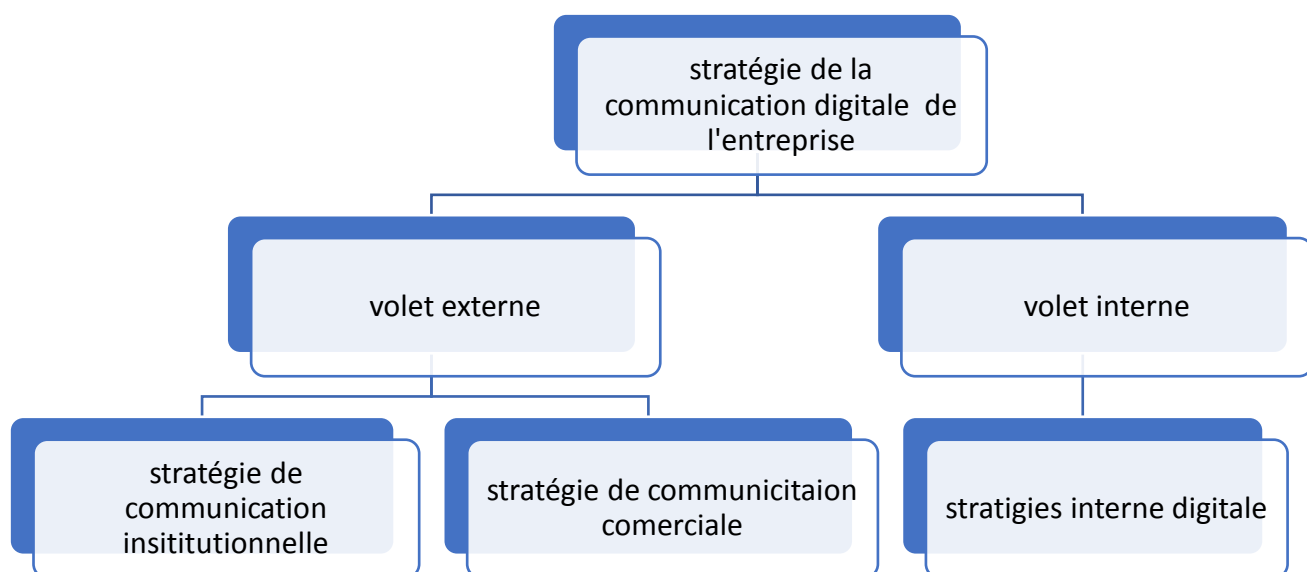 stratégie de la
communication digitale de
l'entreprise
volet externe
volet interne
stratégie de
communication
insititutionnelle
stratégie de communicitaion
comerciale
stratigies interne digitale